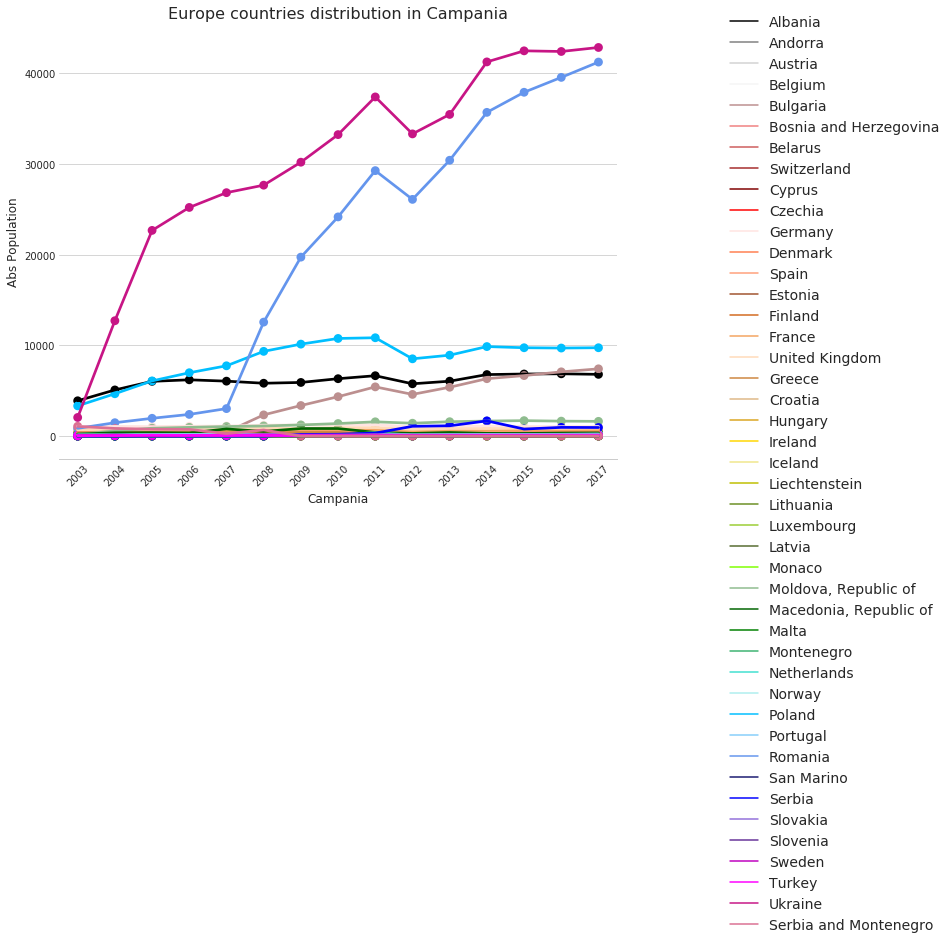 Europe countries distribution in Campania
Abs Population
40000
30000
20000
10000
0
2003
2004
2005
2006
2007
2008
2009
2010
2011
2012
2013
2014
2015
2016
2017
Campania
Albania
Andorra
Austria
Belgium
Bulgaria
Bosnia and Herzegovina
Belarus
Switzerland
Cyprus
Czechia
Germany
Denmark
Spain
Estonia
Finland
France
United Kingdom
Greece
Croatia
Hungary
Ireland
Iceland
Liechtenstein
Lithuania
Luxembourg
Latvia
Monaco
Moldova, Republic of
Macedonia, Republic of
Malta
Montenegro
Netherlands
Norway
Poland
Portugal
Romania
San Marino
Serbia
Slovakia
Slovenia
Sweden
Turkey
Ukraine
Serbia and Montenegro